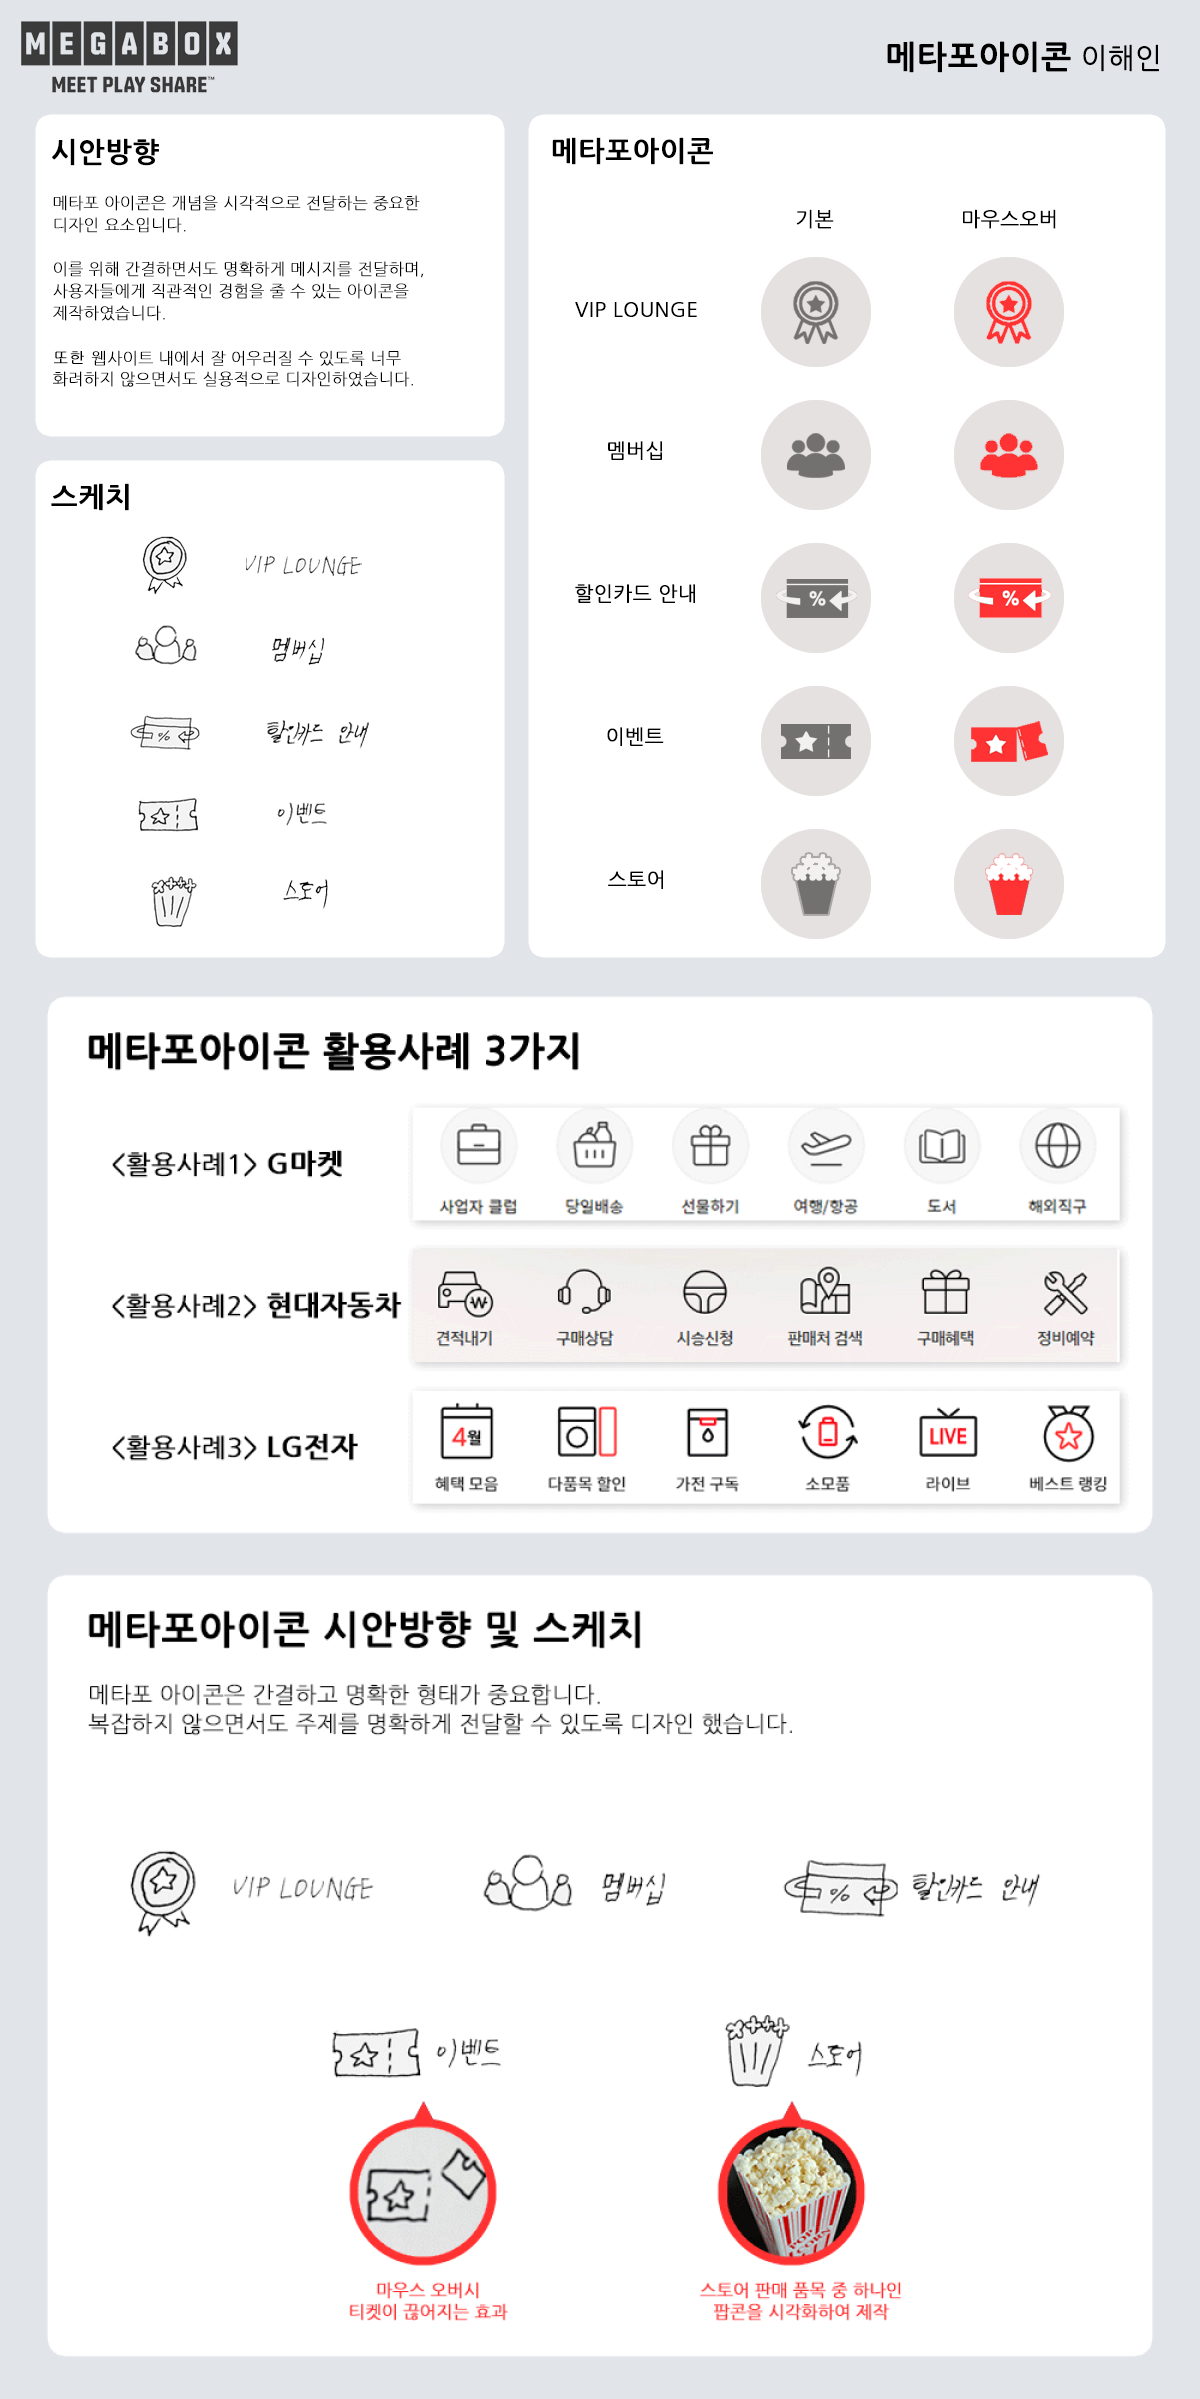 MEGABOX
MEET PLAY SHARE™
메타포아이콘 이해인
시안방향
메타포 아이콘은 개념을 시각적으로 전달하는 중요한
디자인 요소입니다.
이를 위해 간결하면서도 명확하게 메시지를 전달하며,
사용자들에게 직관적인 경험을 줄 수 있는 아이콘을
제작하였습니다.
또한 웹사이트 내에서 잘 어우러질 수 있도록 너무
화려하지 않으면서도 실용적으로 디자인하였습니다.
스케치
VIP LOUNGE
멤버십
%
할인카드 안내
이벤트
스토어
메타포아이콘
기본 마우스오버
VIP LOUNGE
멤버십
할인카드 안내 % %
이벤트
스토어
메타포아이콘 활용사례 3가지
<활용사례1> G마켓
사업자 클럽 당일배송 선물하기 여행/항공 도서 해외직구
<활용사례2> 현대자동차
₩
견적내기 구매상담 시승신청 판매처 검색 구매혜택 정비예약
<활용사례3> LG전자
4월 LIVE
혜택 모음 다품목 할인 가전 구독 소모품 라이브 베스트 랭킹
메타포아이콘 시안방향 및 스케치
메타포 아이콘은 간결하고 명확한 형태가 중요합니다.
복잡하지 않으면서도 주제를 명확하게 전달할 수 있도록 디자인 했습니다.
VIP LOUNGE 멤버십 % 할인카드 안내
이벤트 스토어
마우스 오버시
티켓이 끊어지는 효과
스토어 판매 품목 중 하나인
팝콘을 시각화하여 제작